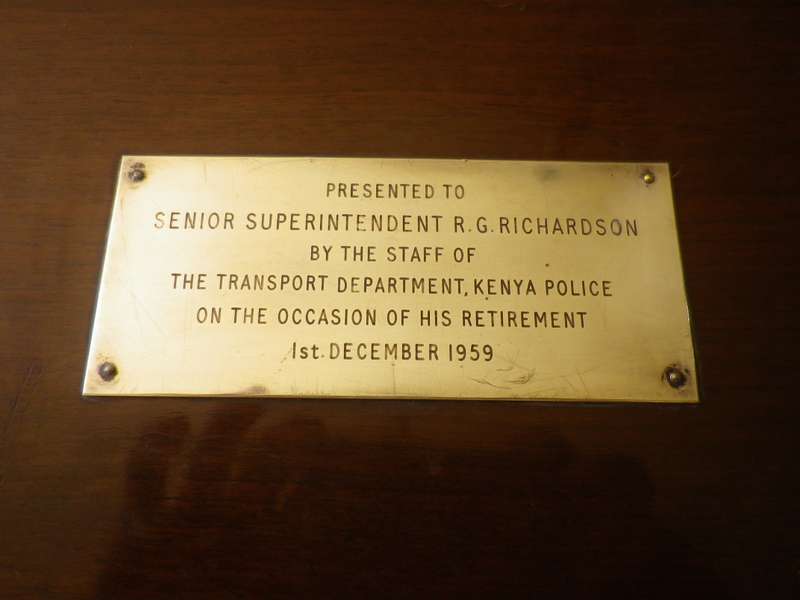 PRESENTED TO
SENIOR SUPERINTENDENT R.G. RICHARDSON
BY THE STAFF OF
THE TRANSPORT DEPARTMENT, KENYA POLICE
ON THE OCCASION OF HIS RETIREMENT
1st. DECEMBER 1959